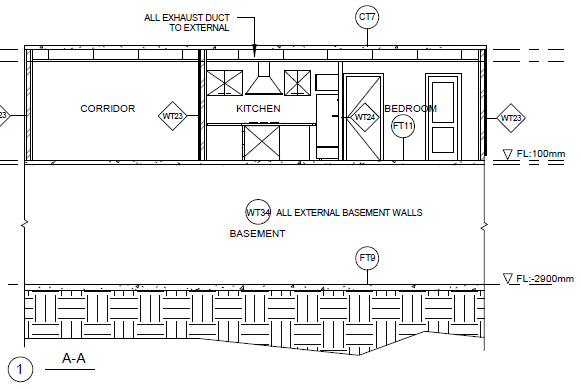 ALL EXHAUST DUCT
TO EXTERNAL
CT7
CORRIDOR
KITCHEN
BEDROOM
23
WT23
WT24
FT11
WT23
FL:100mm
WT34 ALL EXTERNAL BASEMENT WALLS
BASEMENT
FT9
FL:-2900mm
1 A-A